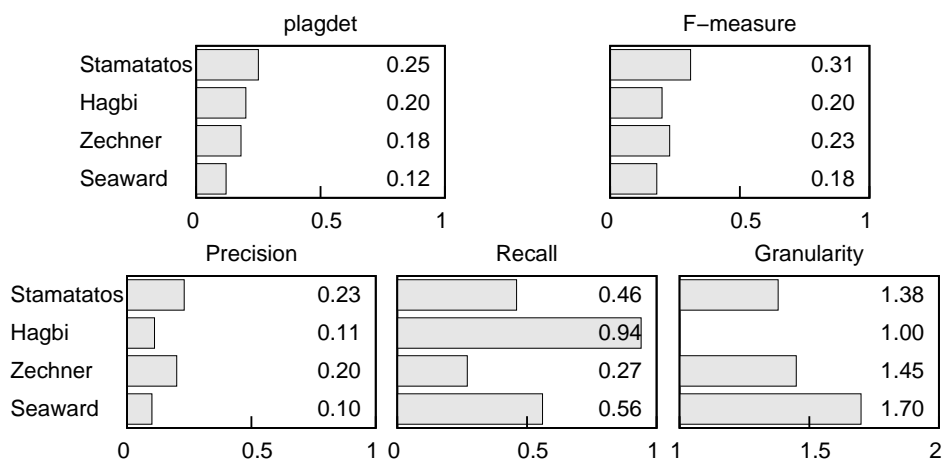 plagdet F−measure
Stamatatos 0.25 0.31
Hagbi 0.20 0.20
Zechner 0.18 0.23
Seaward 0.12 0.18
0 0.5 1 0 0.5 1
Precision Recall Granularity
Stamatatos 0.23 0.46 1.38
Hagbi 0.11 0.94 1.00
Zechner 0.20 0.27 1.45
Seaward 0.10 0.56 1.70
0 0.5 1 0 0.5 1 1 1.5 2